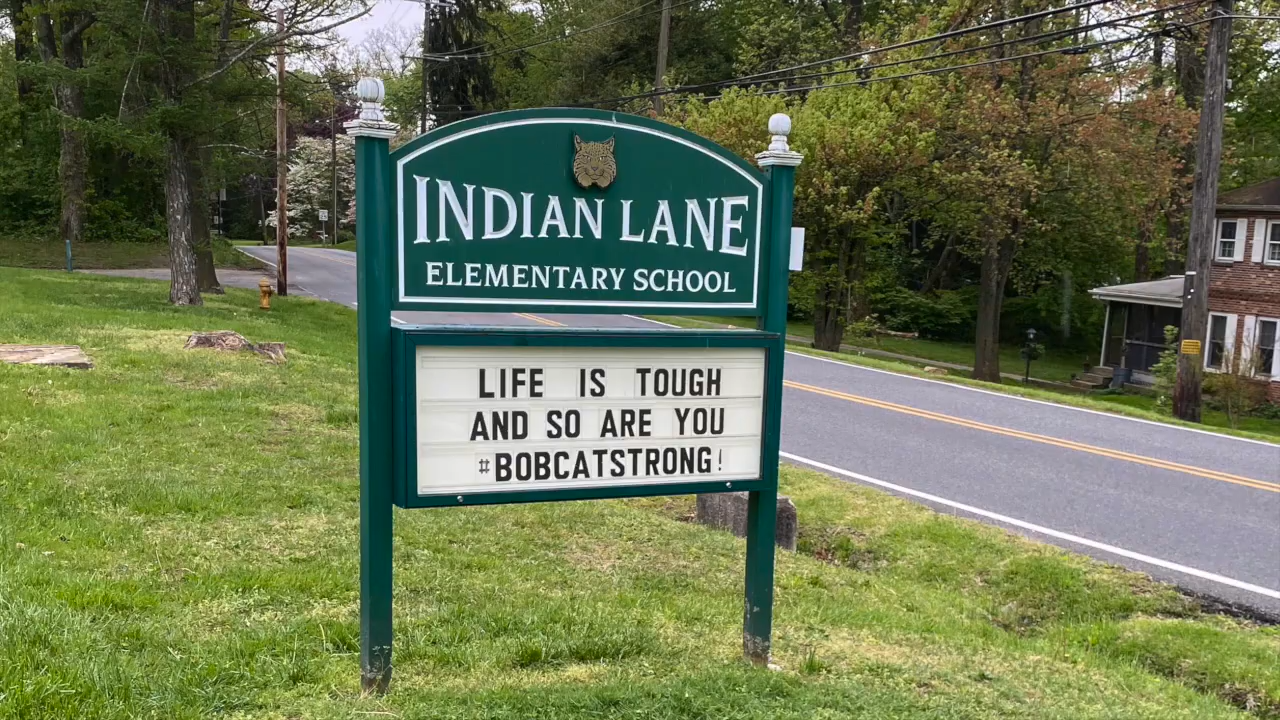 INDIAN LANE
ELEMENTARY SCHOOL
LIFE IS TOUGH
AND SO ARE YOU
#BOBCATSTRONG!